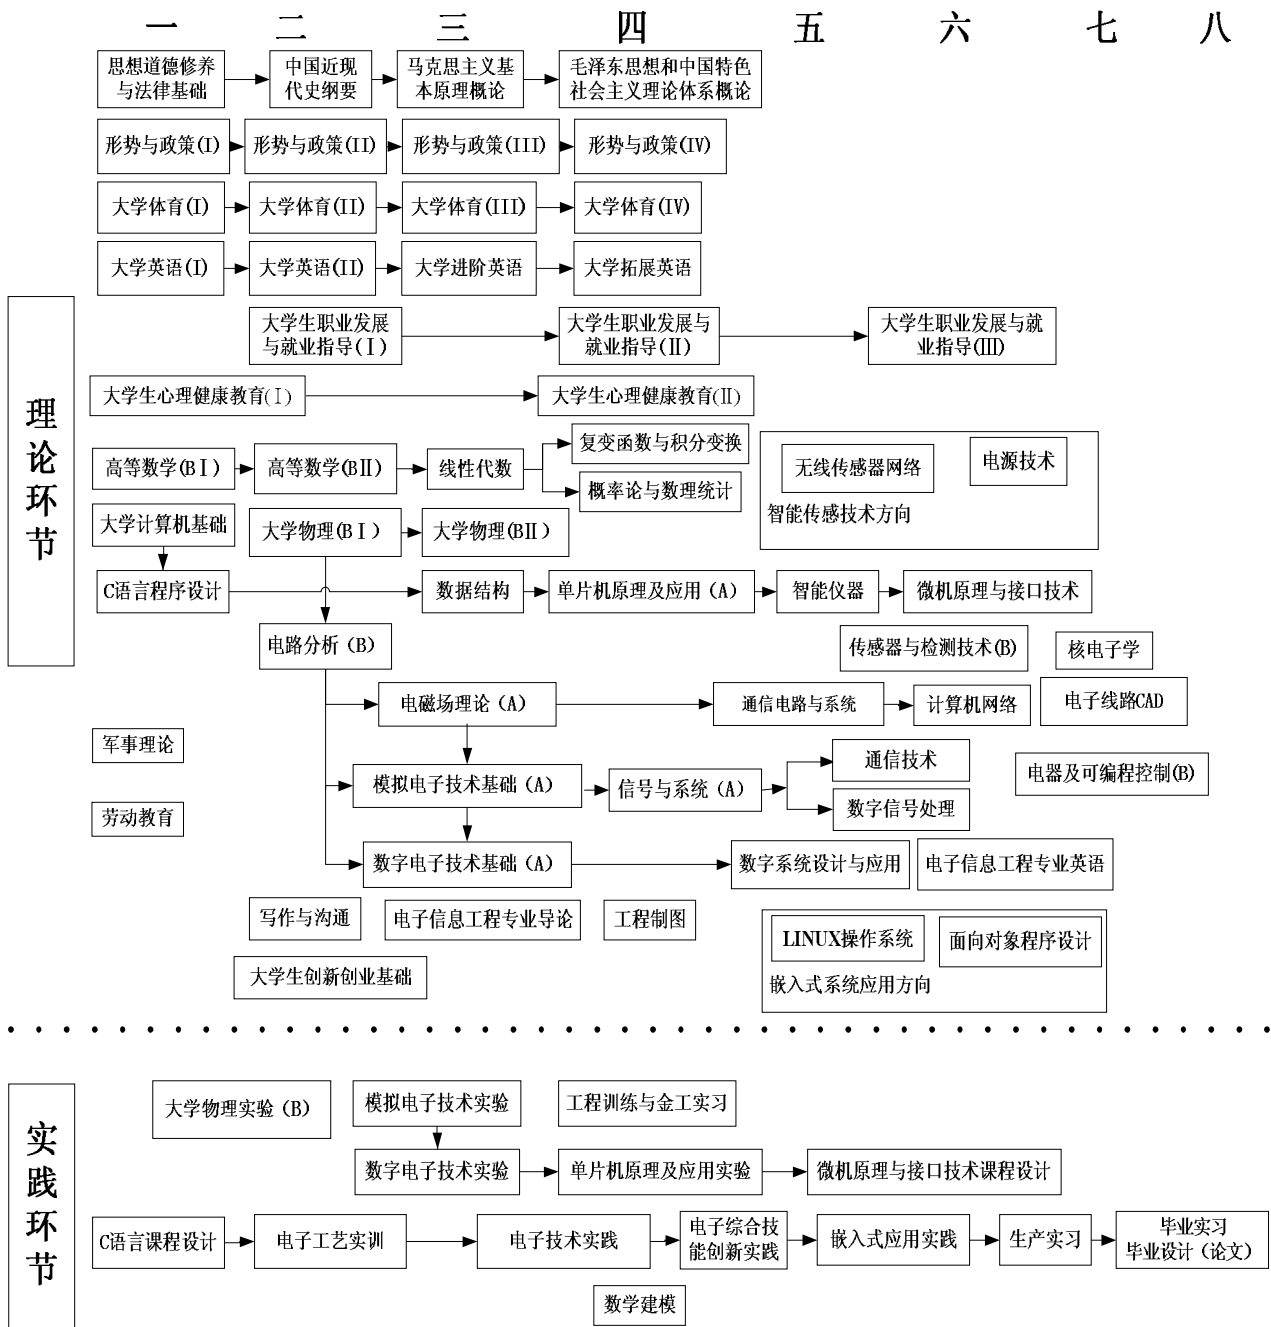 一 二 三 四 五 六 七 八
思想道德修养
与法律基础
中国近现
代史纲要
马克思主义基
本原理概论
毛泽东思想和中国特色
社会主义理论体系概论
形势与政策(I)
形势与政策(II)
形势与政策(III)
形势与政策(IV)
大学体育(I)
大学体育(II)
大学体育(III)
大学体育(IV)
大学英语(I)
大学英语(II)
大学进阶英语
大学拓展英语
理论环节
大学生职业发展
与就业指导(Ⅰ)
大学生职业发展与
就业指导(Ⅱ)
大学生职业发展与就
业指导(Ⅲ)
大学生心理健康教育(Ⅰ)
大学生心理健康教育(Ⅱ)
高等数学(BⅠ)
高等数学(BⅡ)
线性代数
复变函数与积分变换
概率论与数理统计
无线传感器网络
电源技术
智能传感技术方向
大学计算机基础
大学物理(BⅠ)
大学物理(BⅡ)
C语言程序设计
数据结构
单片机原理及应用（A）
智能仪器
微机原理与接口技术
电路分析（B）
传感器与检测技术(B)
核电子学
电磁场理论（A）
通信电路与系统
计算机网络
电子线路CAD
军事理论
模拟电子技术基础（A）
信号与系统（A）
通信技术
电器及可编程控制(B)
劳动教育
数字信号处理
数字电子技术基础（A）
数字系统设计与应用
电子信息工程专业英语
写作与沟通
电子信息工程专业导论
工程制图
LINUX操作系统
面向对象程序设计
大学生创新创业基础
嵌入式系统应用方向
实践环节
大学物理实验（B）
模拟电子技术实验
工程训练与金工实习
数字电子技术实验
单片机原理及应用实验
微机原理与接口技术课程设计
C语言课程设计
电子工艺实训
电子技术实践
电子综合技
能创新实践
嵌入式应用实践
生产实习
毕业实习
毕业设计（论文）
数学建模